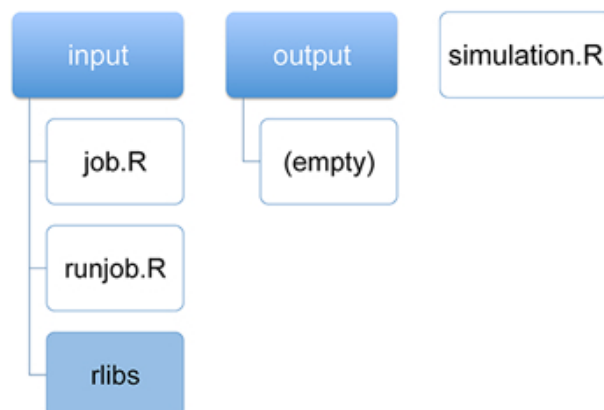 input
job.R
runjob.R
rlibs
output
(empty)
simulation.R